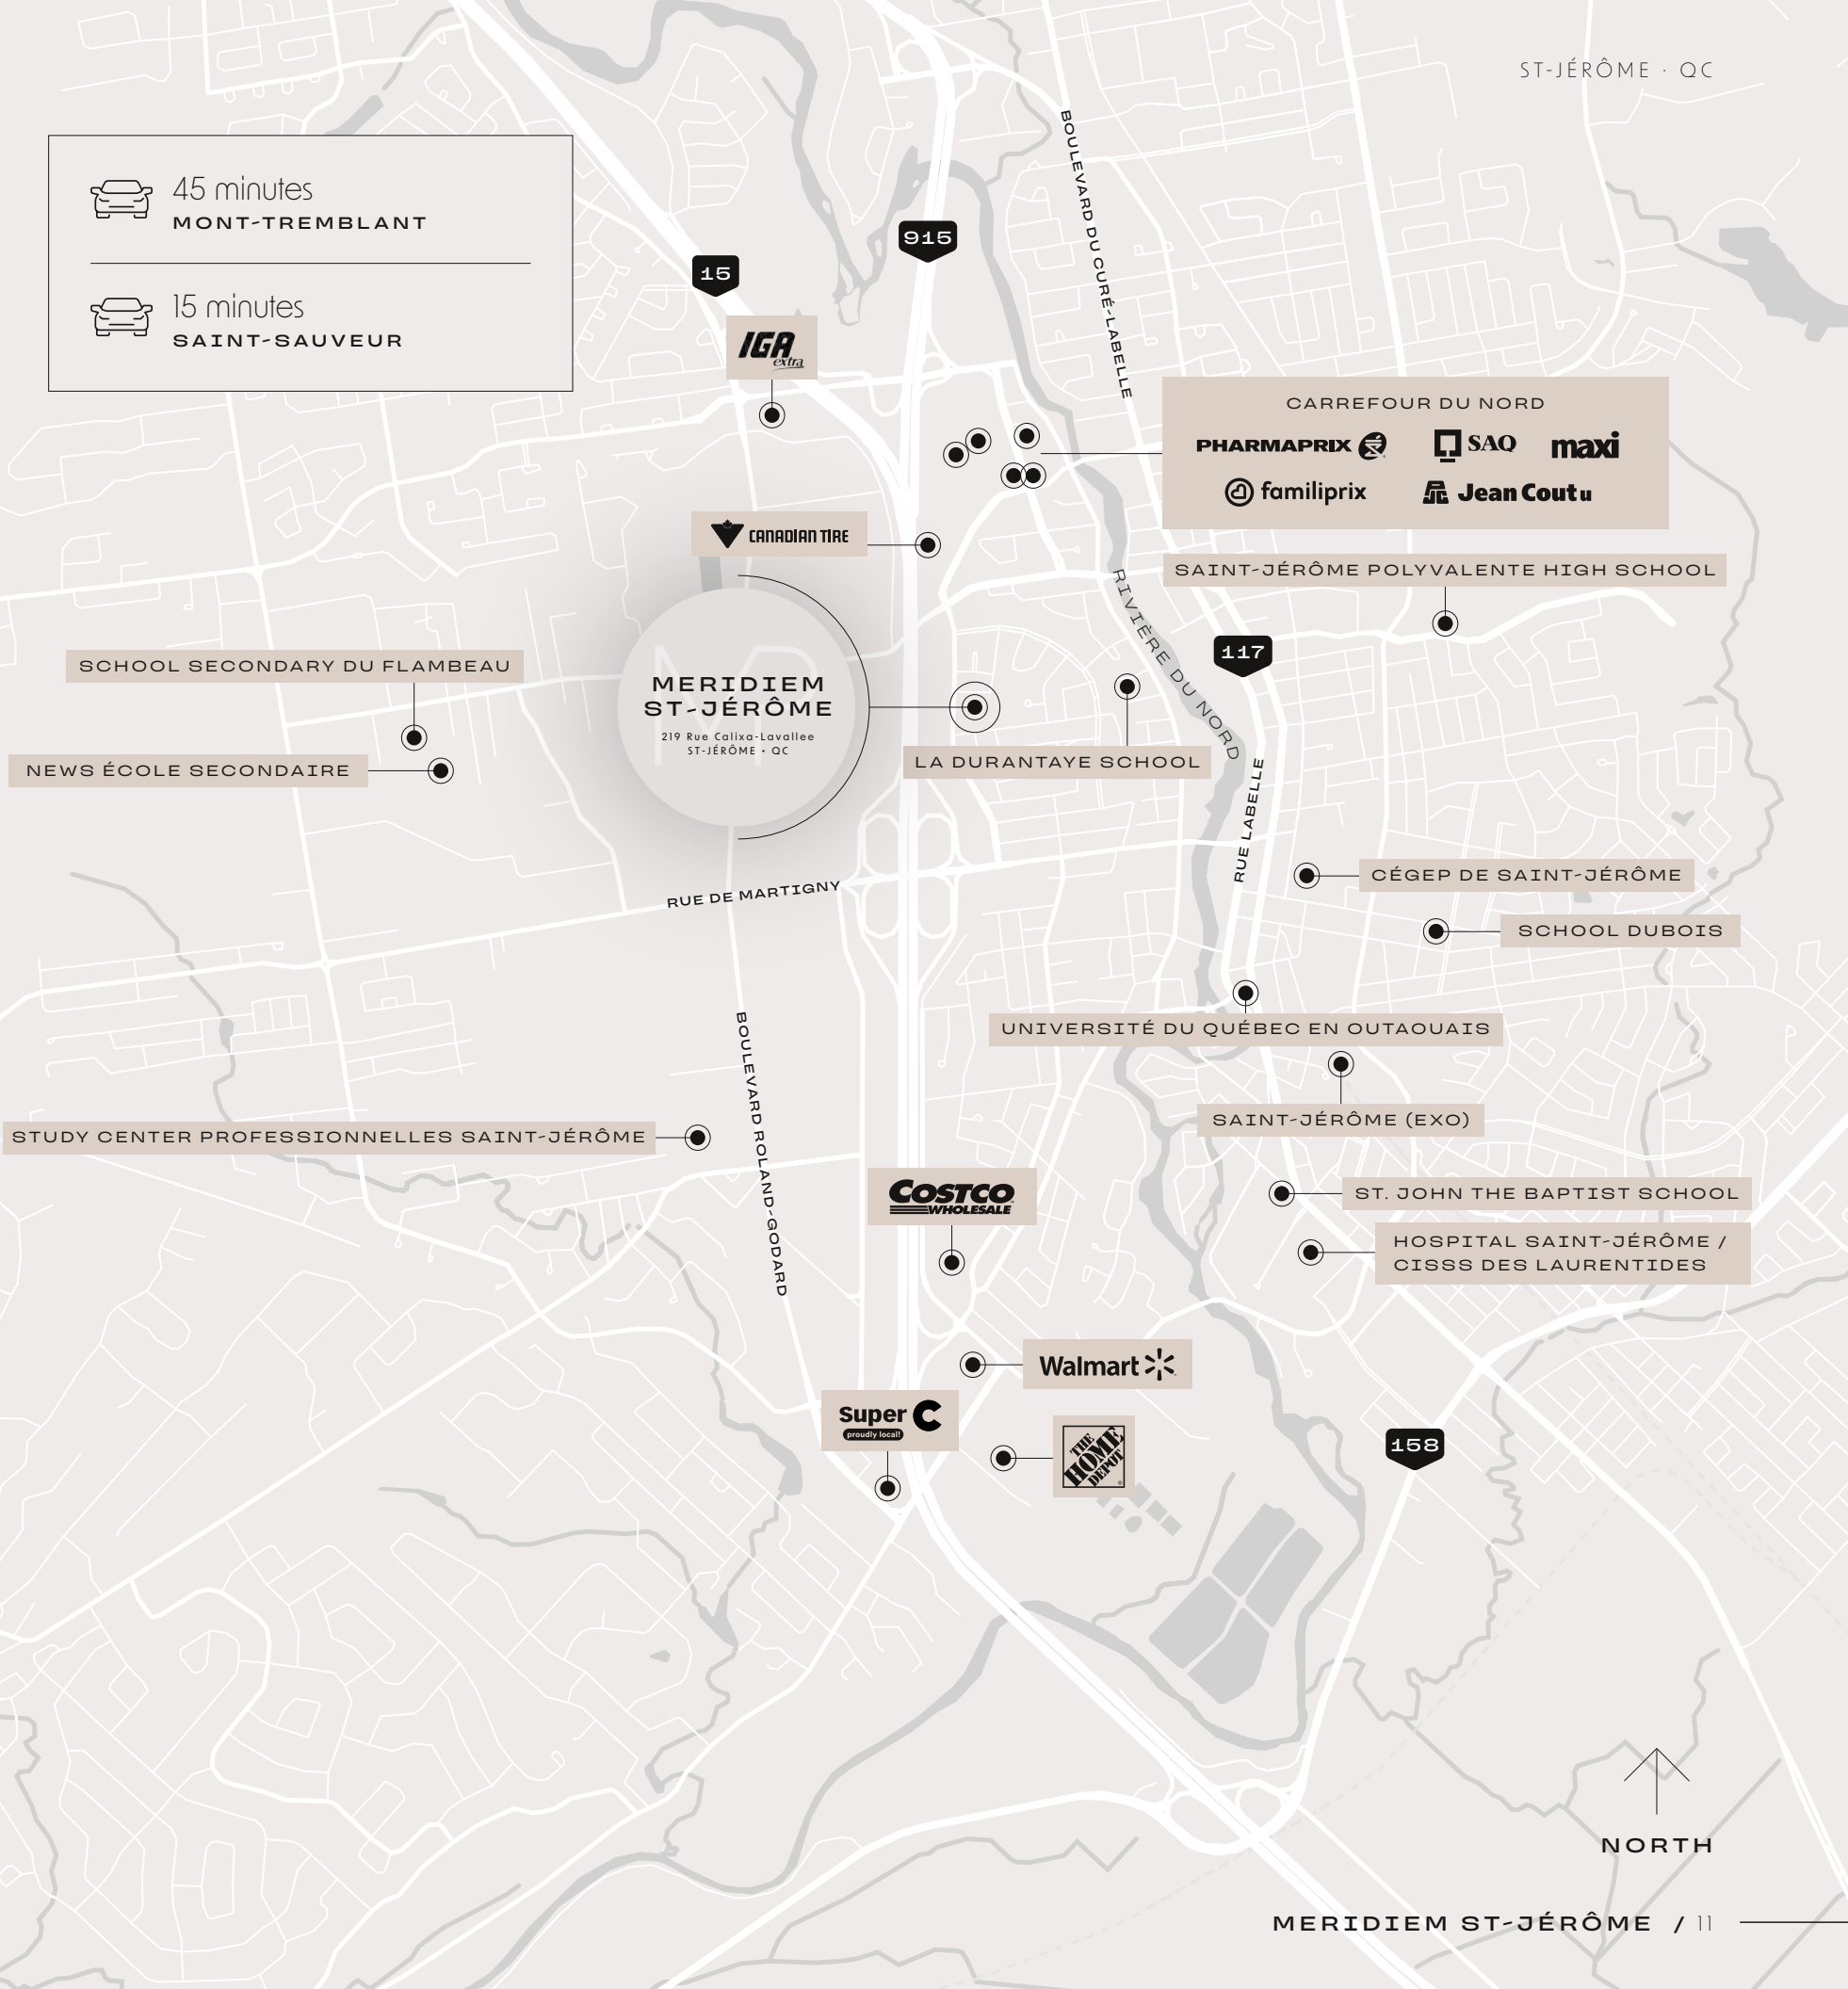 ST-JÉRÔME · QC
45 minutes
MONT-TREMBLANT
15 minutes
SAINT-SAUVEUR
BOULEVARD DU CURÉ-LABELLE
915
15
IGA
extra
CARREFOUR DU NORD
PHARMAPRIX
SAQ
maxi
familiprix
Jean Coutu
CANADIAN TIRE
SAINT-JÉRÔME POLYVALENTE HIGH SCHOOL
RIVIÈRE DU NORD
117
SCHOOL SECONDARY DU FLAMBEAU
MERIDIEM
ST-JÉRÔME
219 Rue Calixa-Lavallee
ST-JÉRÔME • QC
NEWS ÉCOLE SECONDAIRE
LA DURANTAYE SCHOOL
RUE LABELLE
RUE DE MARTIGNY
CÉGEP DE SAINT-JÉRÔME
SCHOOL DUBOIS
UNIVERSITÉ DU QUÉBEC EN OUTAOUAIS
BOULEVARD ROLAND-GODARD
SAINT-JÉRÔME (EXO)
STUDY CENTER PROFESSIONNELLES SAINT-JÉRÔME
COSTCO
WHOLESALE
ST. JOHN THE BAPTIST SCHOOL
HOSPITAL SAINT-JÉRÔME /
CISSS DES LAURENTIDES
Walmart
Super C
proudly local!
THE
HOME
DEPOT
158
NORTH
MERIDIEM ST-JÉRÔME / 11